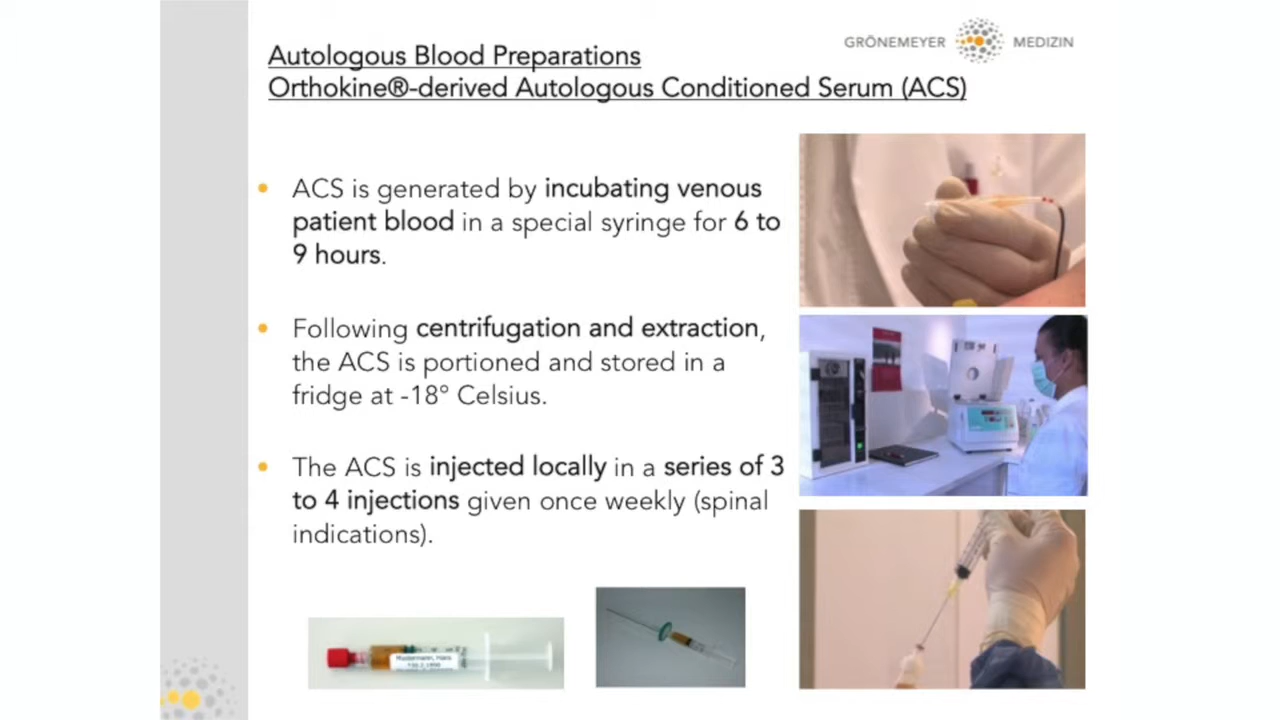 GRÖNEMEYER MEDIZIN
Autologous Blood Preparations
Orthokine®-derived Autologous Conditioned Serum (ACS)
• ACS is generated by incubating venous
patient blood in a special syringe for 6 to
9 hours.
• Following centrifugation and extraction,
the ACS is portioned and stored in a
fridge at -18° Celsius.
• The ACS is injected locally in a series of 3
to 4 injections given once weekly (spinal
indications).
Mustermann, Hans